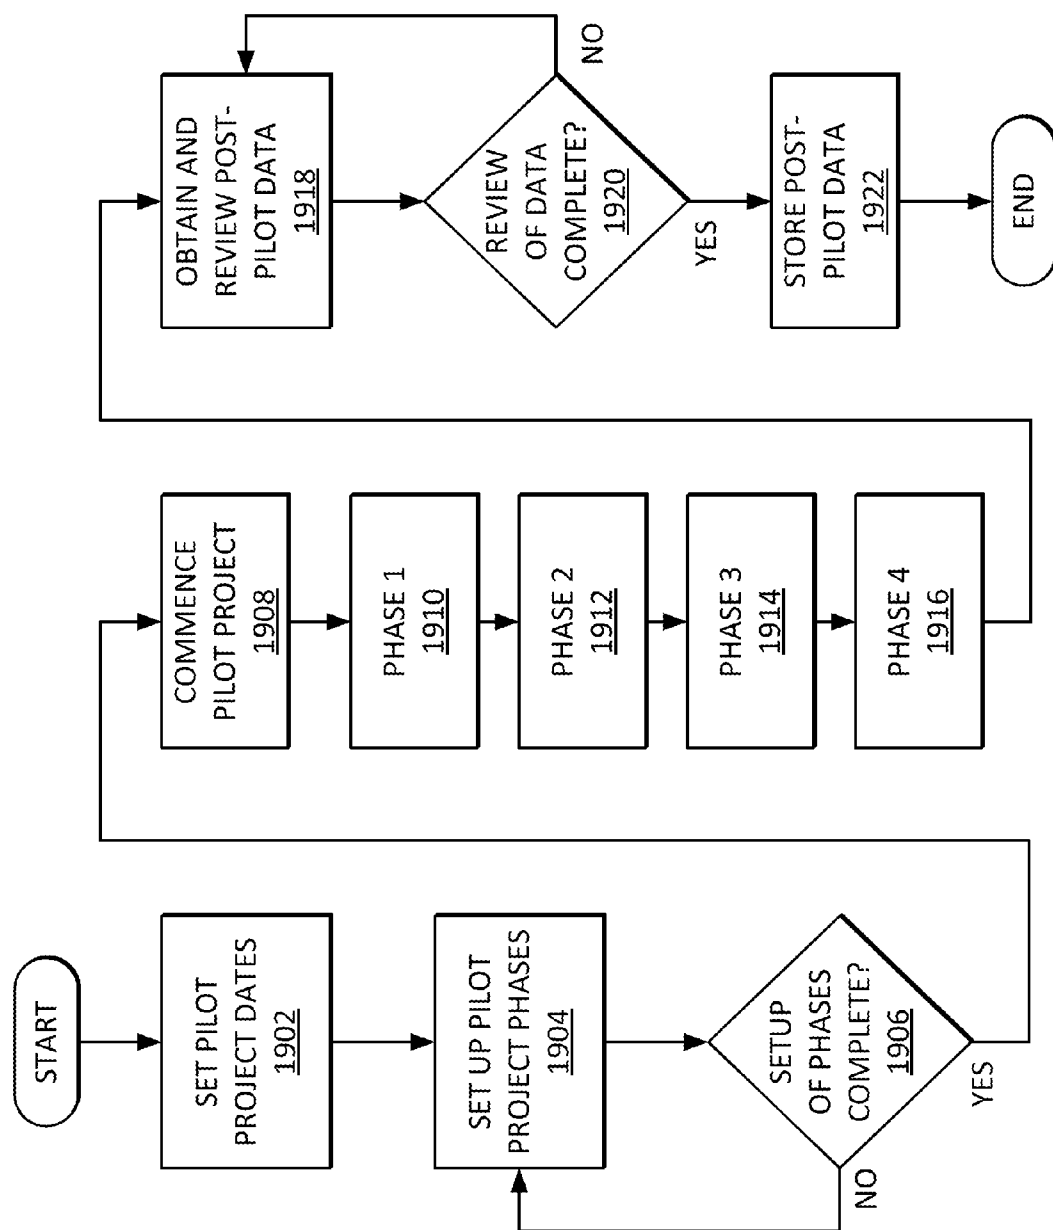 START
SET PILOT
PROJECT DATES
1902
SET UP PILOT
PROJECT PHASES
1904
SETUP
OF PHASES
COMPLETE?
1906
NO
YES
COMMENCE
PILOT PROJECT
1908
PHASE 1
1910
PHASE 2
1912
PHASE 3
1914
PHASE 4
1916
OBTAIN AND
REVIEW POST-
PILOT DATA
1918
REVIEW
OF DATA
COMPLETE?
1920
NO
YES
STORE POST-
PILOT DATA
1922
END